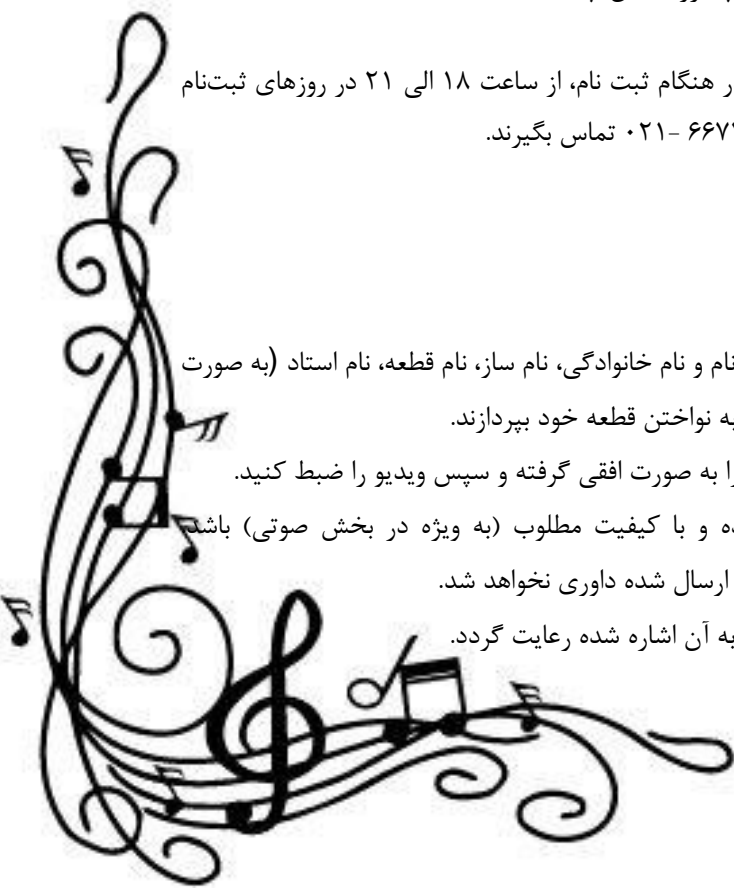 هنگام ثبت نام، از ساعت ۱۸ الی ۲۱ در روزهای ثبت‌نام
۰۲۱- تماس بگیرند.
نام و نام خانوادگی، نام ساز، نام قطعه، نام استاد (به صورت
به نواختن قطعه خود بپردازند.
را به صورت افقی گرفته و سپس ویدیو را ضبط کنید.
و با کیفیت مطلوب (به ویژه در بخش صوتی) باشد
ارسال شده داوری نخواهد شد.
به آن اشاره شده رعایت گردد.